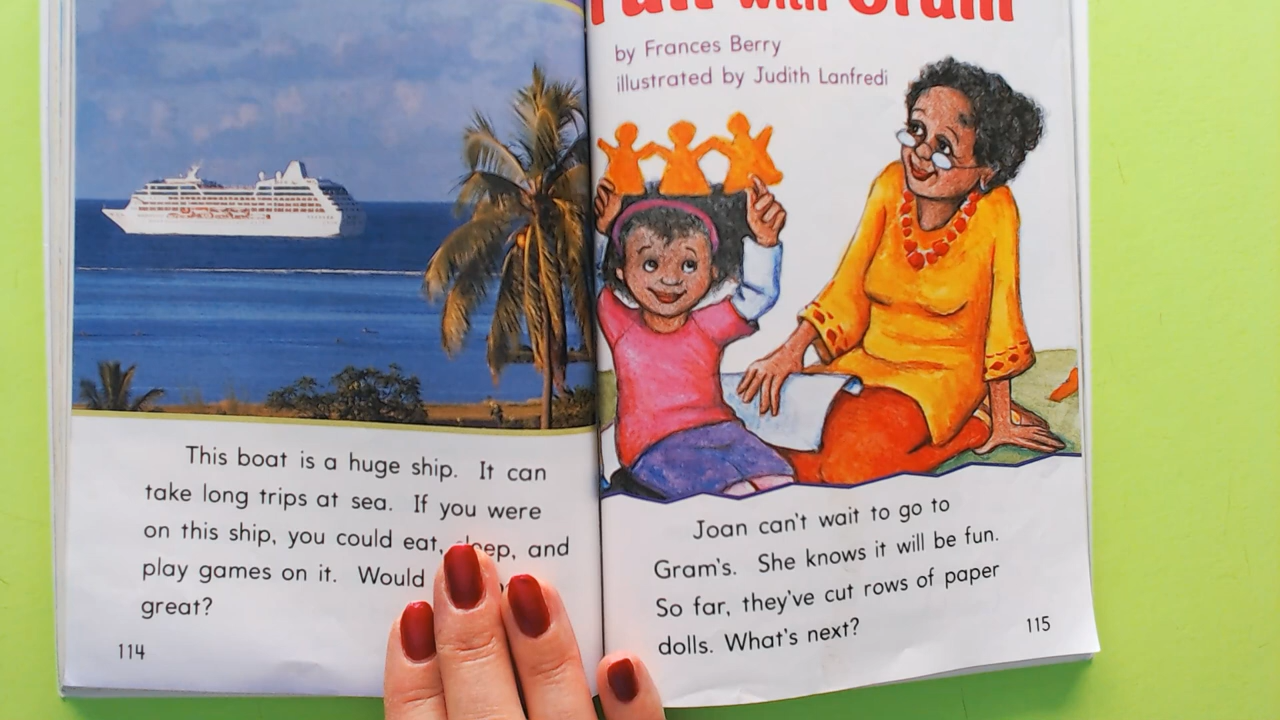 with Gram
by Frances Berry
illustrated by Judith Lanfredi
This boat is a huge ship. It can
take long trips at sea. If you were
on this ship, you could eat, and
play games on it. Would
great?
114
Joan can't wait to go to
Gram's. She knows it will be fun.
So far, they've cut rows of paper
dolls. What's next?
115